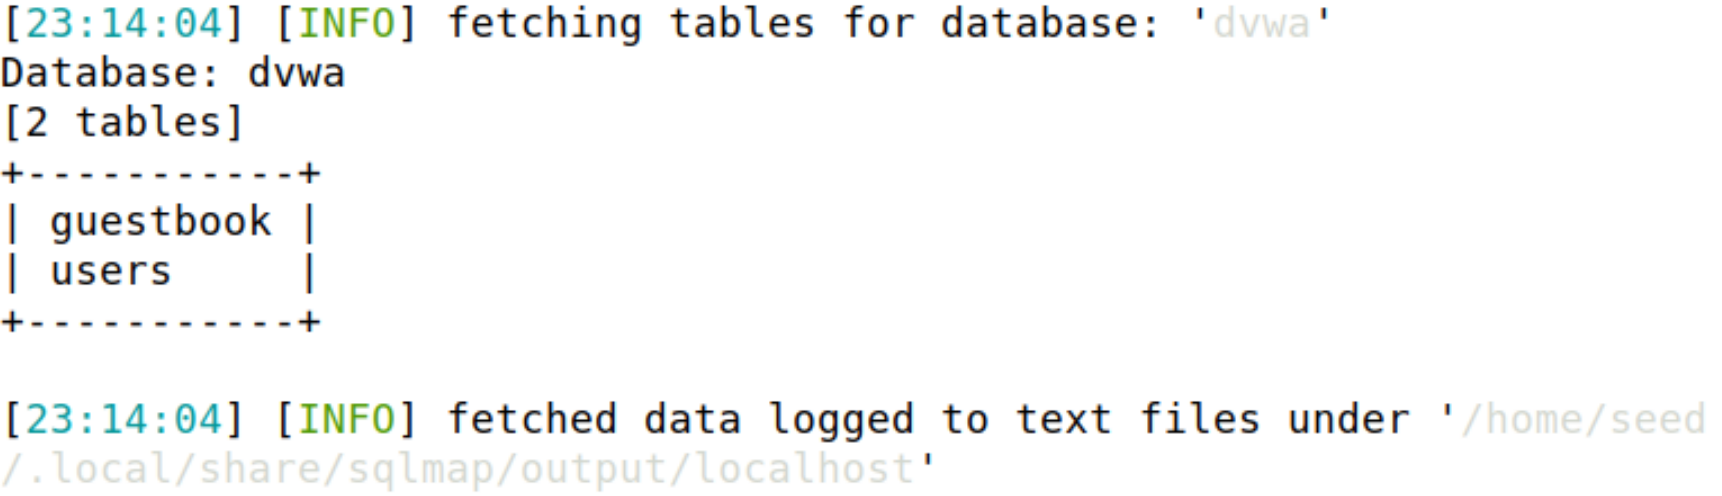 [23:14:04] [INFO] fetching tables for database: 'dvwa'
Database: dvwa
[2 tables]
+-----------+
| guestbook |
| users     |
+-----------+

[23:14:04] [INFO] fetched data logged to text files under '/home/seed
/.local/share/sqlmap/output/localhost'